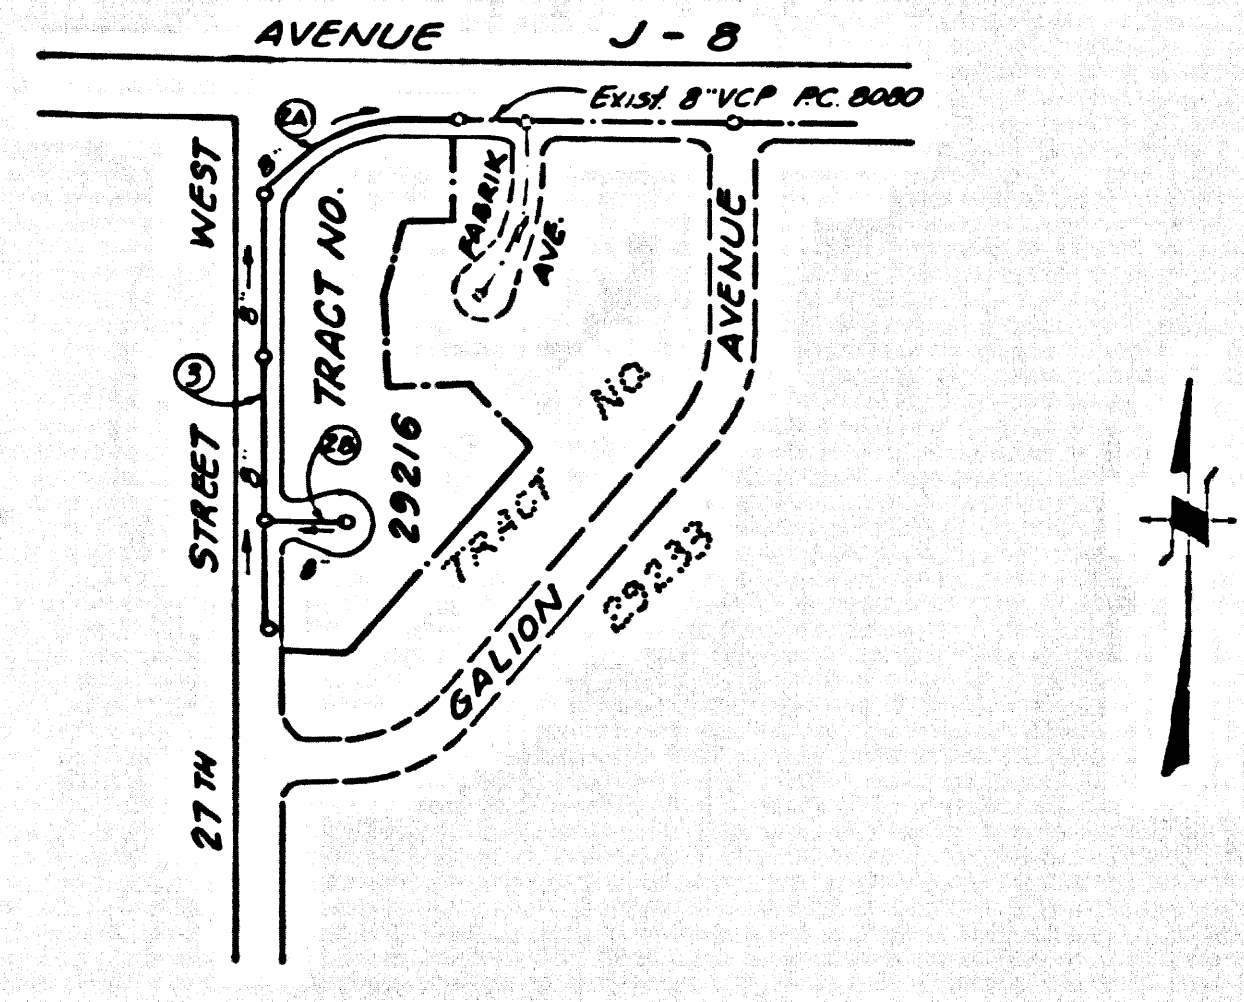 AVENUE J - 8
Exist. 8"VCP P.C. 8080
2A
8"
WEST
TRACT NO.
FABRIK
AVE.
AVENUE
8"
3
NO.
2B
29216
STREET
8"
TRACT
29233
8"
GALION
27TH